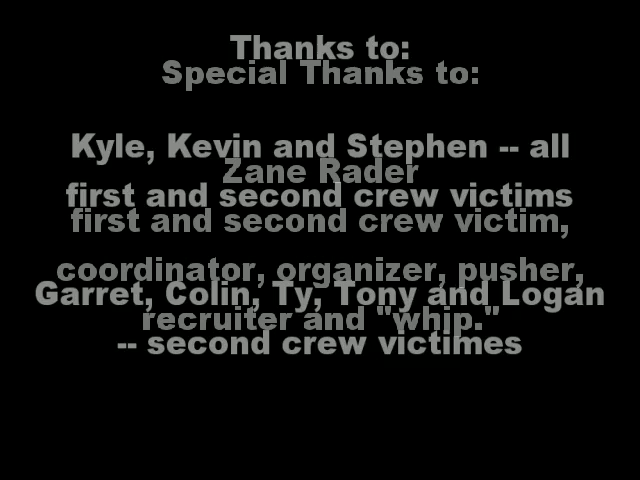 Thanks to:
Special Thanks to:
Kyle, Kevin and Stephen -- all
Zane Rader
first and second crew victims
first and second crew victim,
coordinator, organizer, pusher,
Garret, Colin, Ty, Tony and Logan
recruiter and "whip."
-- second crew victimes